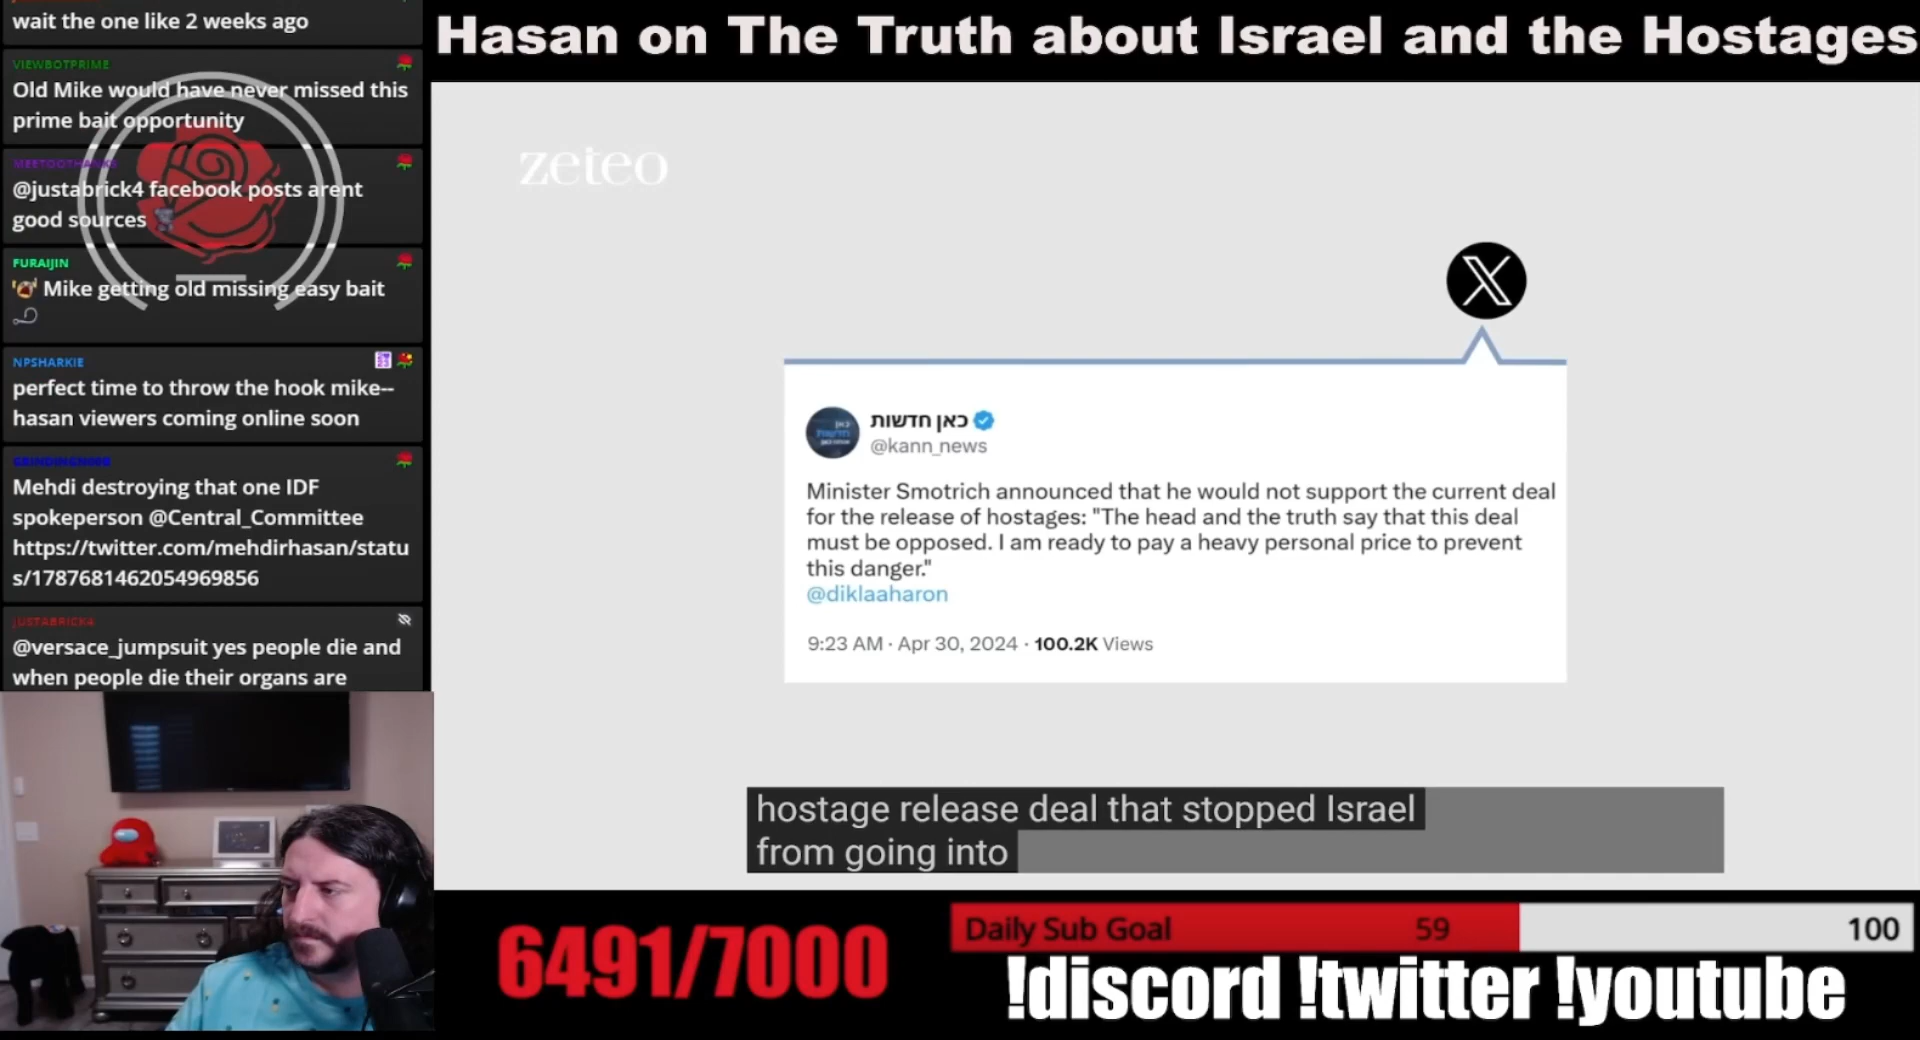 wait the one like 2 weeks ago
VIEWBOTPRIME
Old Mike would have never missed this
prime bait opportunity
MEETOOTHANKS
@justabrick4 facebook posts arent
good sources
FURAIJIN
Mike getting old missing easy bait
NPSHARKIE
perfect time to throw the hook mike--
hasan viewers coming online soon
Mehdi destroying that one IDF
spokeperson @Central_Committee
https://twitter.com/mehdirhasan/statu
s/1787681462054969856
JUSTABRICK4
@versace_jumpsuit yes people die and
when people die their organs are
Hasan on The Truth about Israel and the Hostages
zeteo
X
כאן חדשות
@kann_news
Minister Smotrich announced that he would not support the current deal
for the release of hostages: "The head and the truth say that this deal
must be opposed. I am ready to pay a heavy personal price to prevent
this danger."
@diklaaharon
9:23 AM · Apr 30, 2024 · 100.2K Views
hostage release deal that stopped Israel
from going into
6491/7000
Daily Sub Goal 59 100
!discord !twitter !youtube